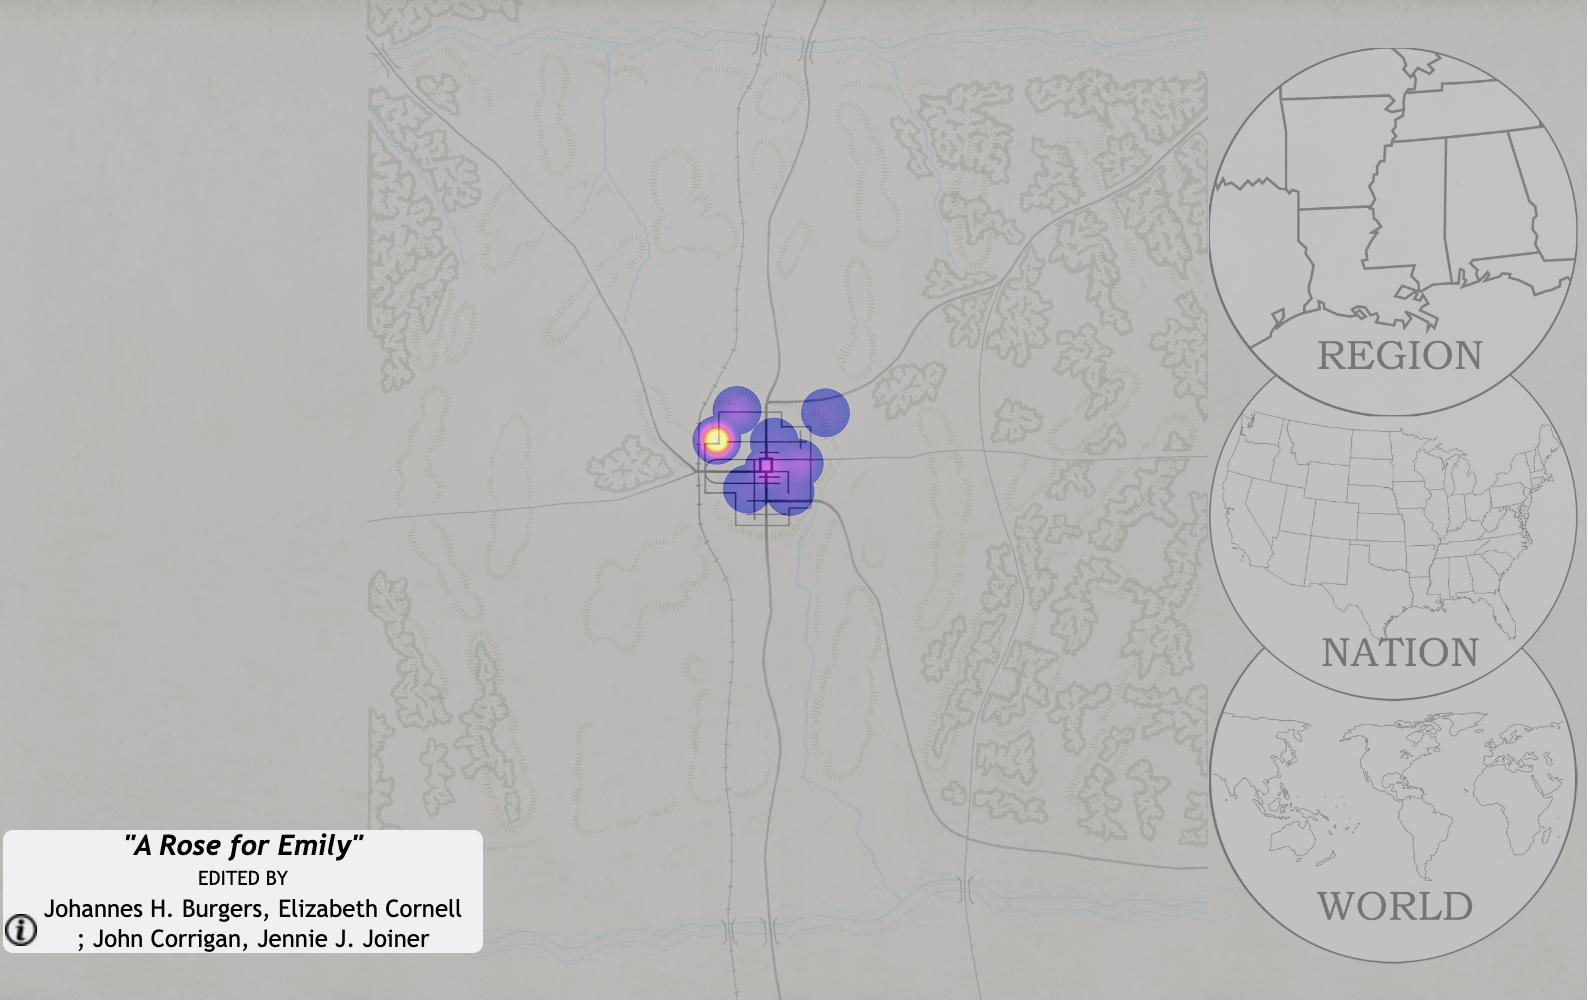 REGION
NATION
WORLD
"A Rose for Emily"
EDITED BY
Johannes H. Burgers, Elizabeth Cornell
; John Corrigan, Jennie J. Joiner